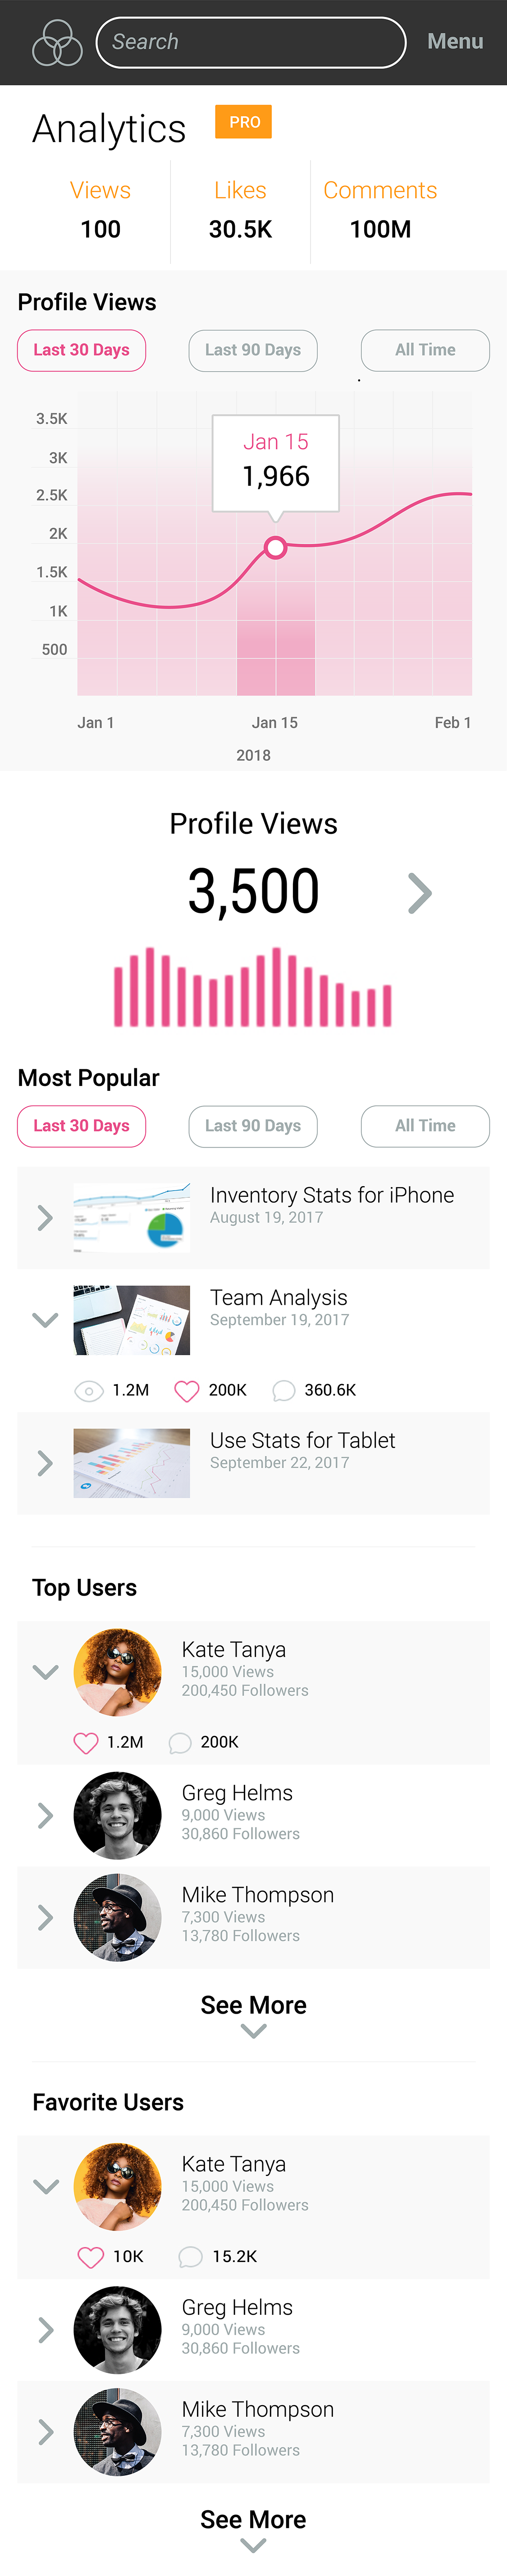 Search
Menu
Analytics
PRO
Views
Likes
Comments
100
30.5K
100M
Profile Views
Last 30 Days
Last 90 Days
All Time
3.5K
3K
2.5K
2K
1.5K
1K
500
Jan 15
1,966
Jan 1
Jan 15
Feb 1
2018
Profile Views
3,500
Most Popular
Last 30 Days
Last 90 Days
All Time
Inventory Stats for iPhone
August 19, 2017
Team Analysis
September 19, 2017
1.2M
200K
360.6K
Use Stats for Tablet
September 22, 2017
Top Users
Kate Tanya
15,000 Views
200,450 Followers
1.2M
200K
Greg Helms
9,000 Views
30,860 Followers
Mike Thompson
7,300 Views
13,780 Followers
See More
Favorite Users
Kate Tanya
15,000 Views
200,450 Followers
10K
15.2K
Greg Helms
9,000 Views
30,860 Followers
Mike Thompson
7,300 Views
13,780 Followers
See More